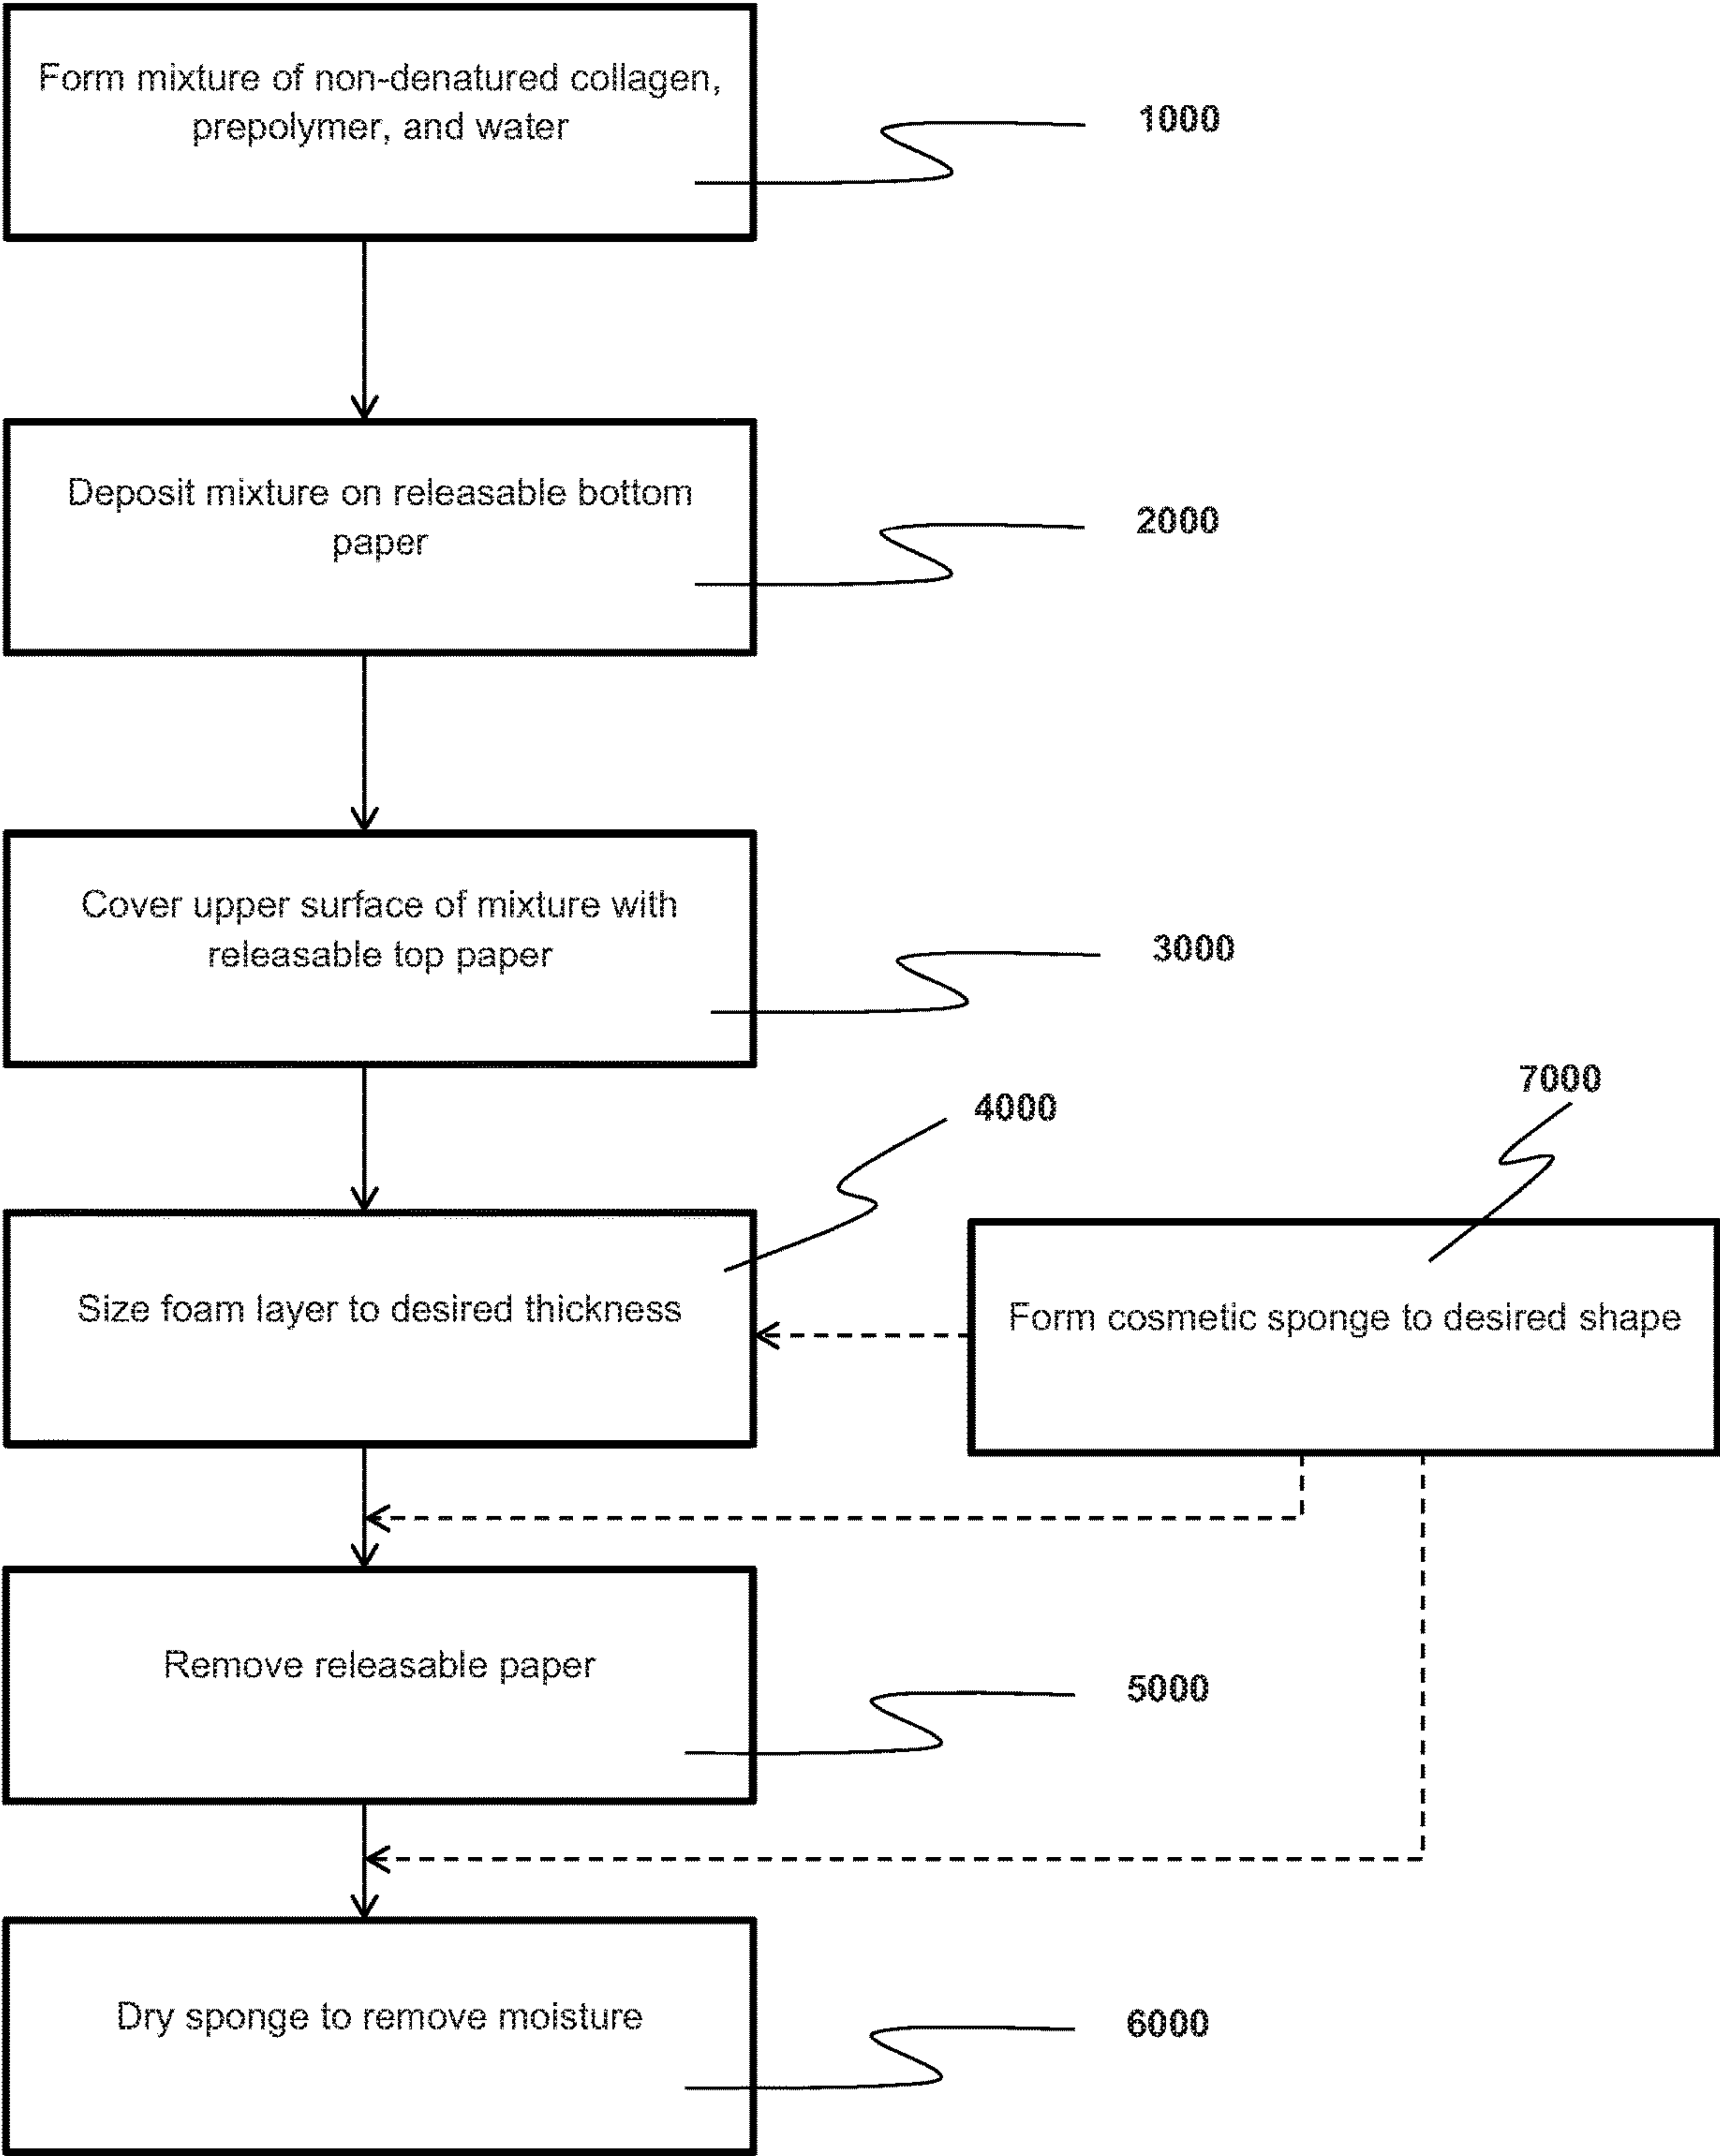 Form mixture of non-denatured collagen,
prepolymer, and water
1000
Deposit mixture on releasable bottom
paper
2000
Cover upper surface of mixture with
releasable top paper
3000
4000
7000
Size foam layer to desired thickness
Form cosmetic sponge to desired shape
Remove releasable paper
5000
Dry sponge to remove moisture
6000